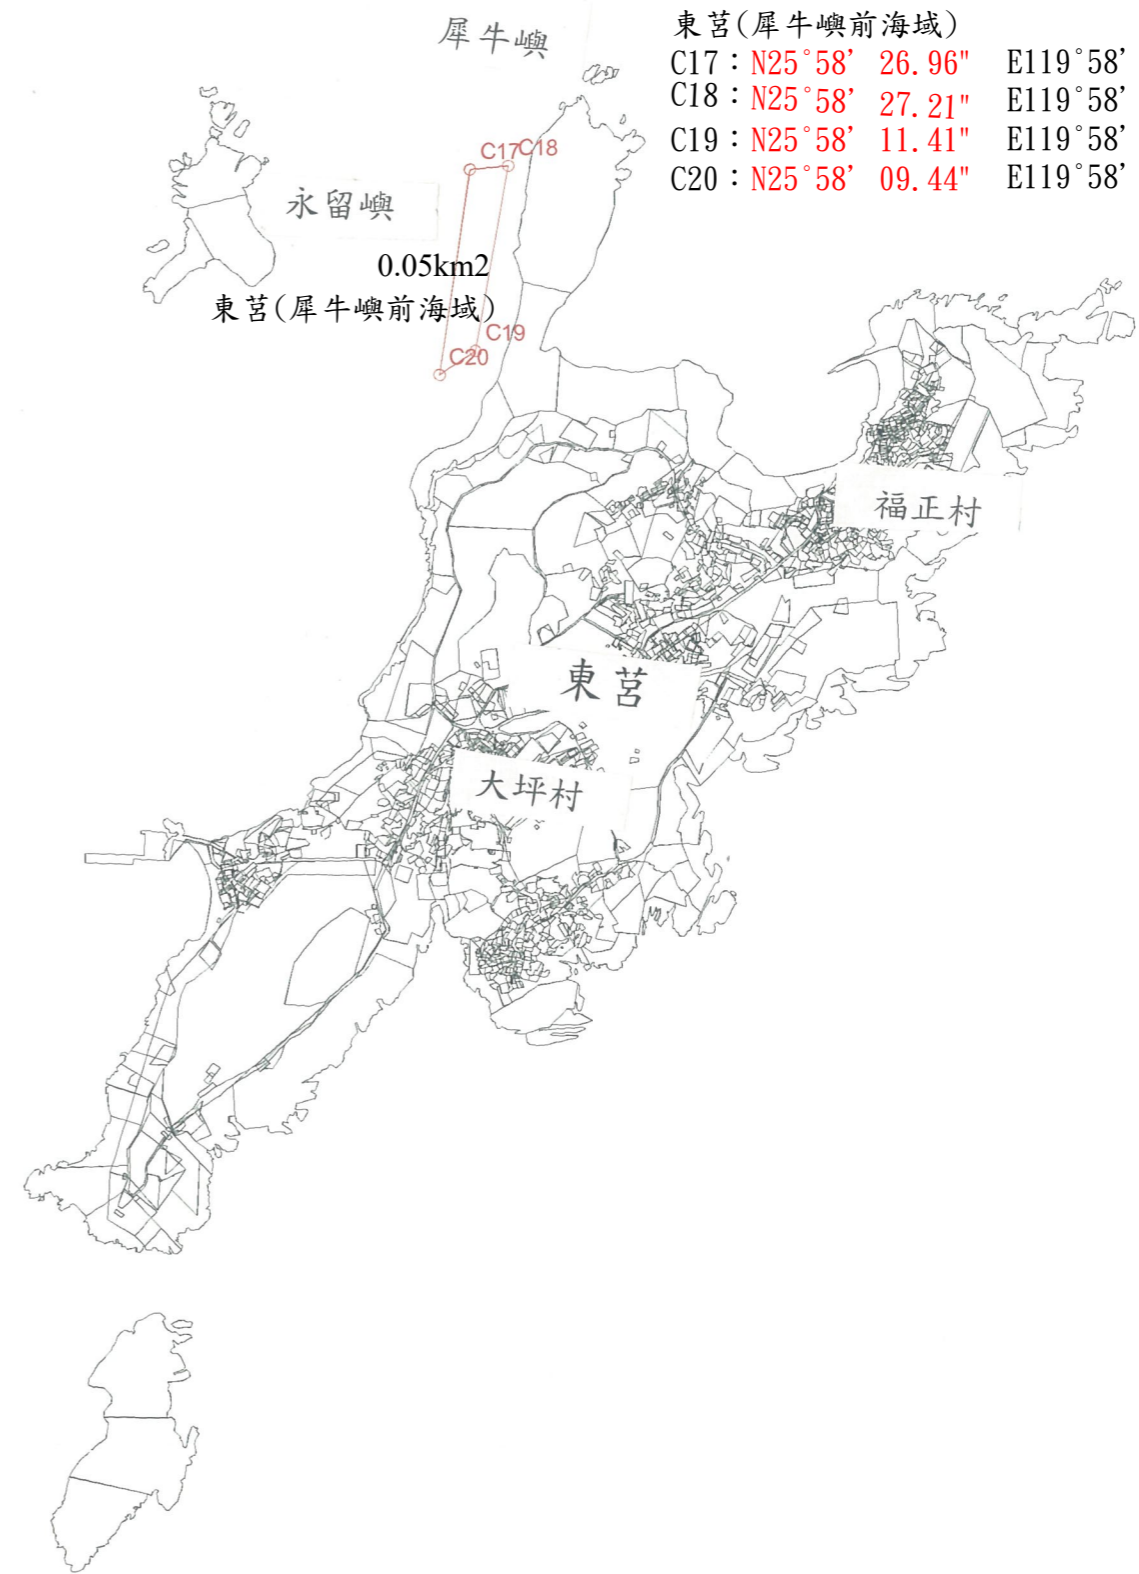 犀牛嶼
東莒(犀牛嶼前海域)
C17：N25°58’ 26.96" E119°58’
C18：N25°58’ 27.21" E119°58’
C19：N25°58’ 11.41" E119°58’
C20：N25°58’ 09.44" E119°58’
C17
C18
永留嶼
0.05km2
東莒(犀牛嶼前海域)
C19
C20
福正村
東莒
大坪村